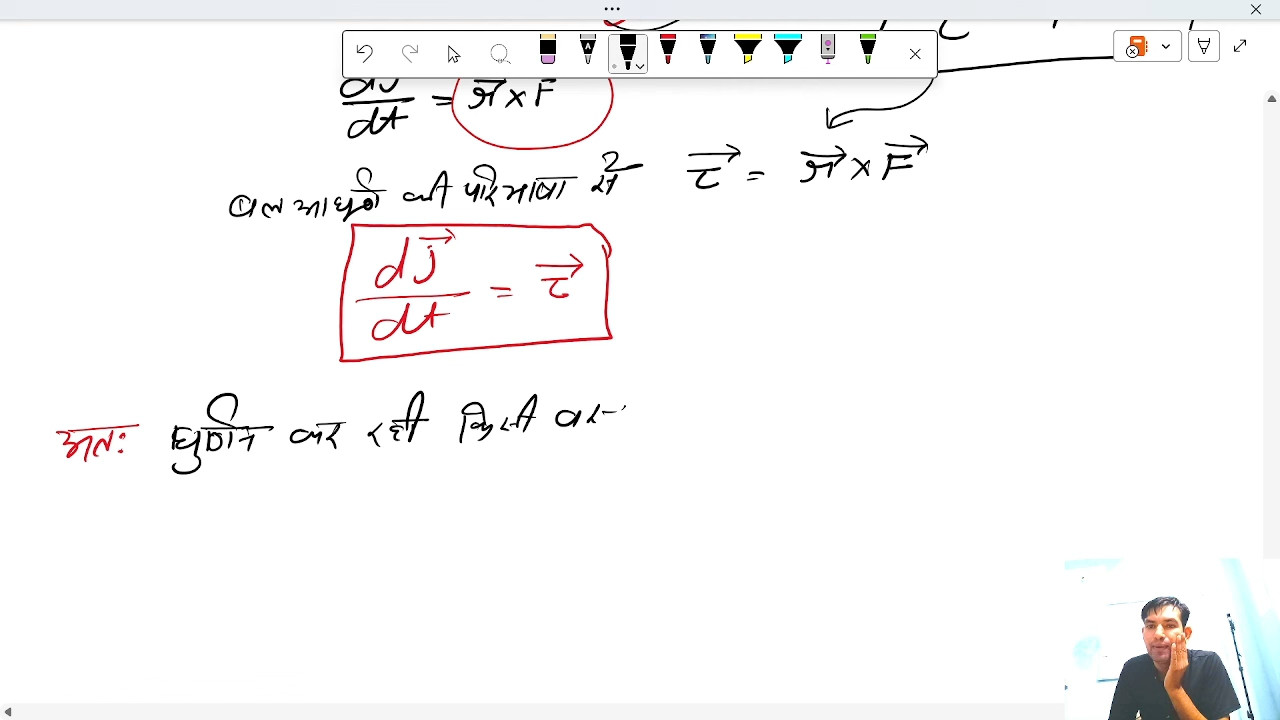 dJ/dt = r⃗ × F
बल आघूर्ण की परिभाषा से τ⃗ = r⃗ × F⃗
dJ⃗/dt = τ⃗
अतः घुर्णन कर रही किसी वस्